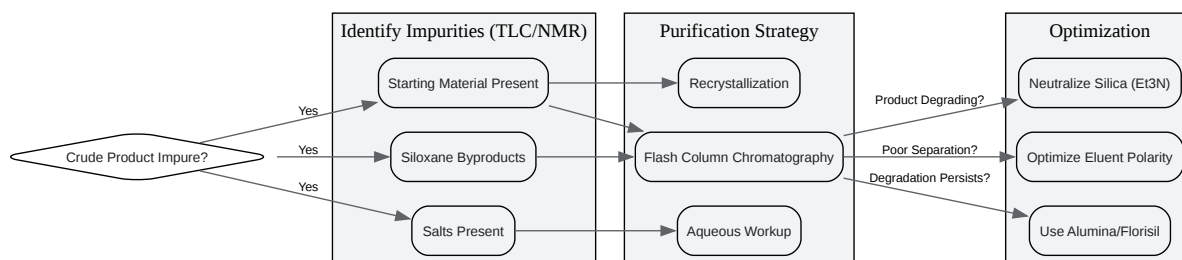 Identify Impurities (TLC/NMR)
Purification Strategy
Optimization
Starting Material Present
Recrystallization
Neutralize Silica (Et3N)
Product Degrading?
Yes
Crude Product Impure?
Yes
Siloxane Byproducts
Flash Column Chromatography
Poor Separation?
Optimize Eluent Polarity
Degradation Persists?
Yes
Salts Present
Aqueous Workup
Use Alumina/Florisil